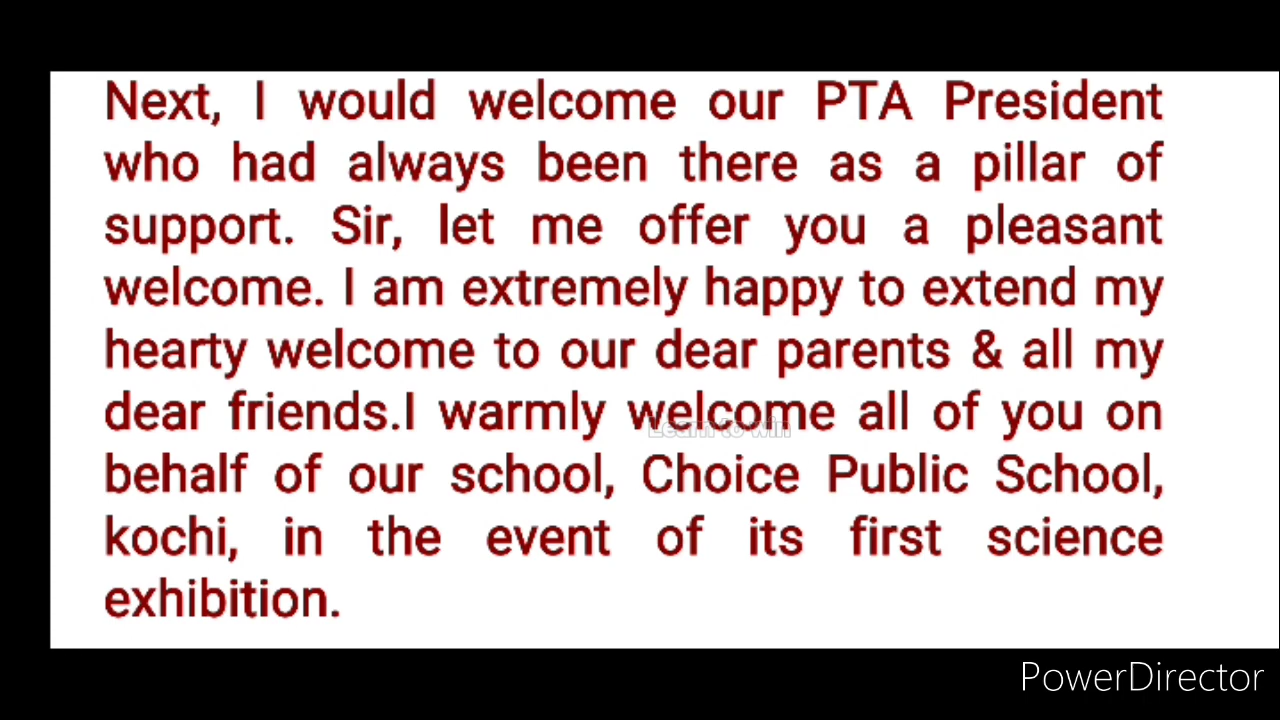 Next, I would welcome our PTA President
who had always been there as a pillar of
support. Sir, let me offer you a pleasant
welcome. I am extremely happy to extend my
hearty welcome to our dear parents & all my
dear friends.I warmly welcome all of you on
Learn to win
behalf of our school, Choice Public School,
kochi, in the event of its first science
exhibition.
PowerDirector